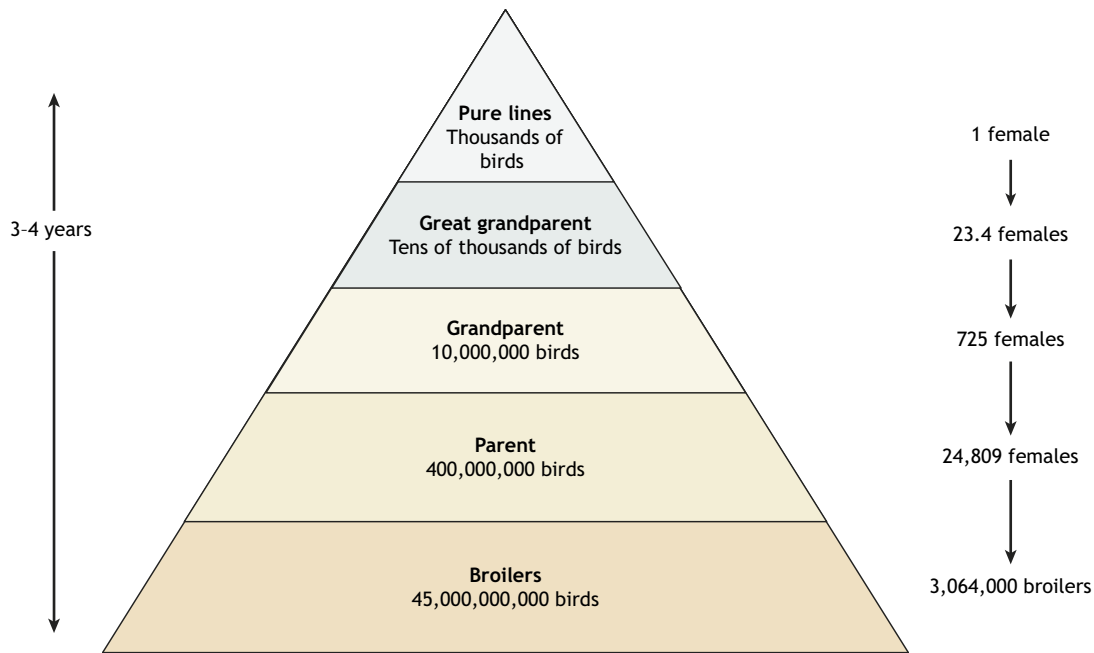 Pure lines
Thousands of
birds
1 female
3-4 years
Great grandparent
Tens of thousands of birds
23.4 females
Grandparent
10,000,000 birds
725 females
Parent
400,000,000 birds
24,809 females
Broilers
45,000,000,000 birds
3,064,000 broilers